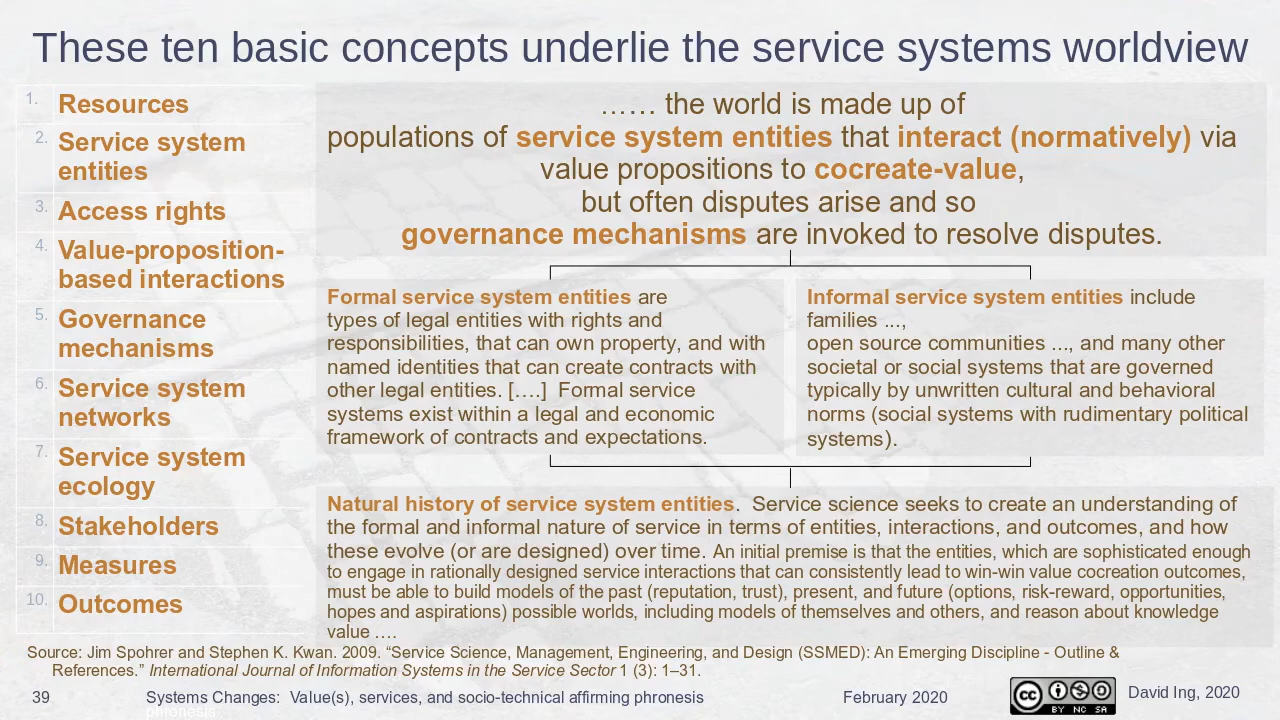 These ten basic concepts underlie the service systems worldview
1. Resources
2. Service system
entities
3. Access rights
4. Value-proposition-
based interactions
5. Governance
mechanisms
6. Service system
networks
7. Service system
ecology
8. Stakeholders
9. Measures
10. Outcomes
…… the world is made up of
populations of service system entities that interact (normatively) via
value propositions to cocreate-value,
but often disputes arise and so
governance mechanisms are invoked to resolve disputes.
Formal service system entities are
types of legal entities with rights and
responsibilities, that can own property, and with
named identities that can create contracts with
other legal entities. [….]  Formal service
systems exist within a legal and economic
framework of contracts and expectations.
Informal service system entities include
families ...,
open source communities ..., and many other
societal or social systems that are governed
typically by unwritten cultural and behavioral
norms (social systems with rudimentary political
systems).
Natural history of service system entities.  Service science seeks to create an understanding of
the formal and informal nature of service in terms of entities, interactions, and outcomes, and how
these evolve (or are designed) over time. An initial premise is that the entities, which are sophisticated enough
to engage in rationally designed service interactions that can consistently lead to win-win value cocreation outcomes,
must be able to build models of the past (reputation, trust), present, and future (options, risk-reward, opportunities,
hopes and aspirations) possible worlds, including models of themselves and others, and reason about knowledge
value ….
Source: Jim Spohrer and Stephen K. Kwan. 2009. “Service Science, Management, Engineering, and Design (SSMED): An Emerging Discipline - Outline &
References.” International Journal of Information Systems in the Service Sector 1 (3): 1–31.
39
Systems Changes:  Value(s), services, and socio-technical affirming phronesis
phronesis
February 2020
cc BY NC SA
David Ing, 2020